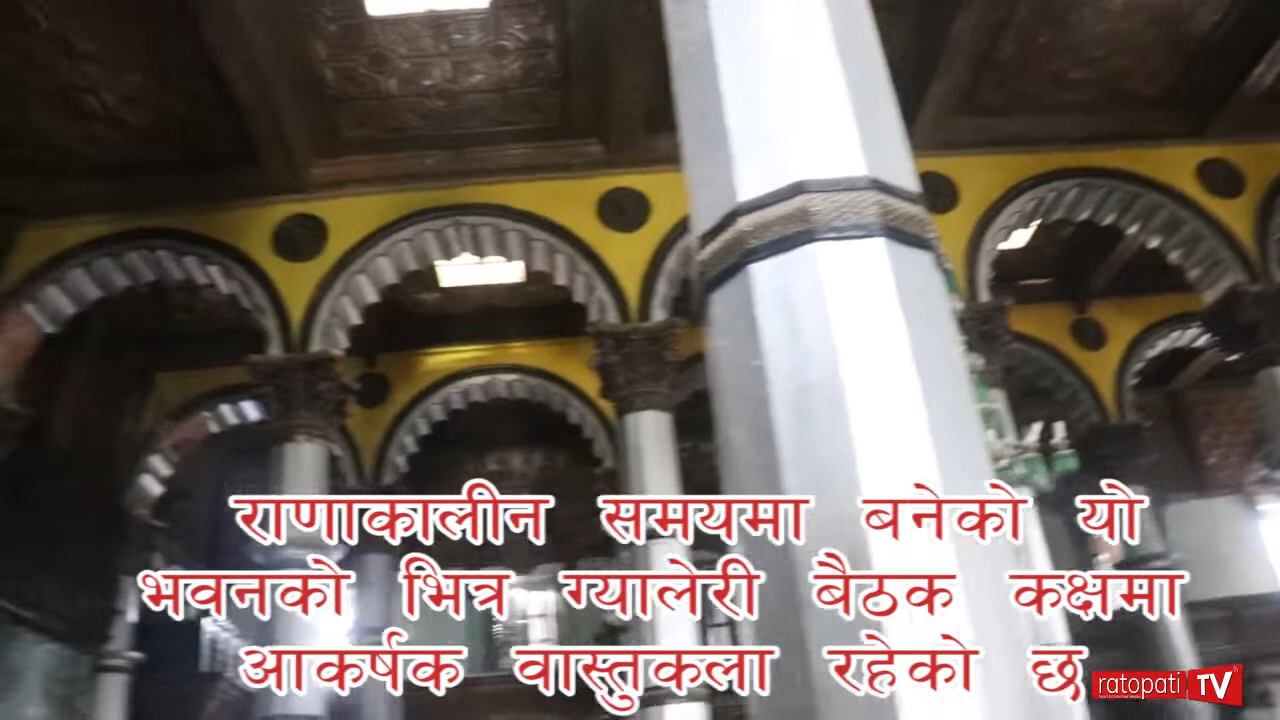 राणाकालीन समयमा बनेको यो
भवनको भित्र ग्यालेरी बैठक कक्षमा
आकर्षक वास्तुकला रहेको छ
ratopati TV